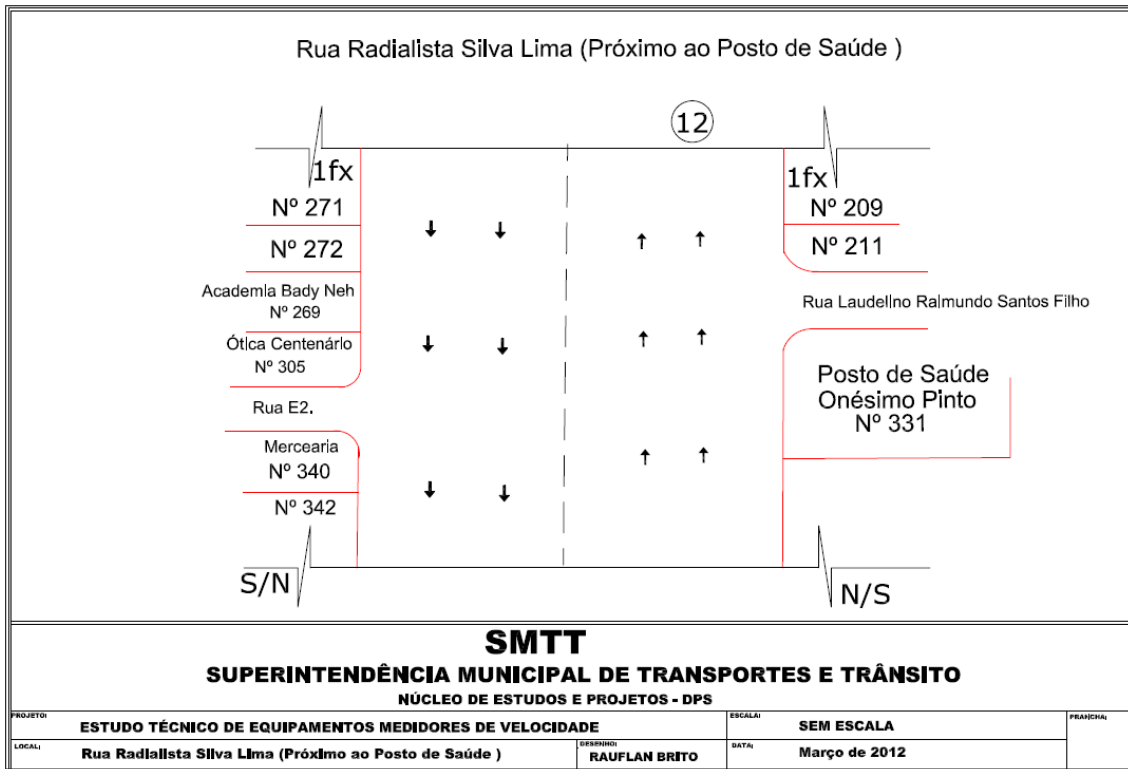 Rua Radialista Silva Lima (Próximo ao Posto de Saúde )
12
1fx
1fx
Nº 271
Nº 209
Nº 272
Nº 211
Academia Bady Neh
Nº 269
Rua Laudelino Raimundo Santos Filho
Ótica Centenário
Nº 305
Posto de Saúde
Onésimo Pinto
Nº 331
Rua E2.
Mercearia
Nº 340
Nº 342
S/N
N/S
SMTT
SUPERINTENDÊNCIA MUNICIPAL DE TRANSPORTES E TRÂNSITO
NÚCLEO DE ESTUDOS E PROJETOS - DPS
PROJETO:
ESTUDO TÉCNICO DE EQUIPAMENTOS MEDIDORES DE VELOCIDADE
ESCALA:
SEM ESCALA
PRANCHA:
LOCAL:
Rua Radialista Silva Lima (Próximo ao Posto de Saúde )
DESENHO:
RAUFLAN BRITO
DATA:
Março de 2012